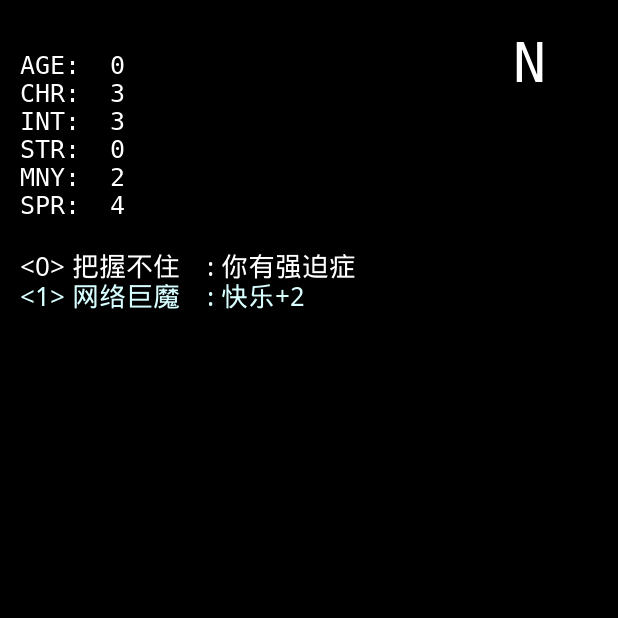 N
AGE: 0
CHR: 3
INT: 3
STR: 0
MNY: 2
SPR: 4
<0> 把握不住 :你有强迫症
<1> 网络巨魔 :快乐+2